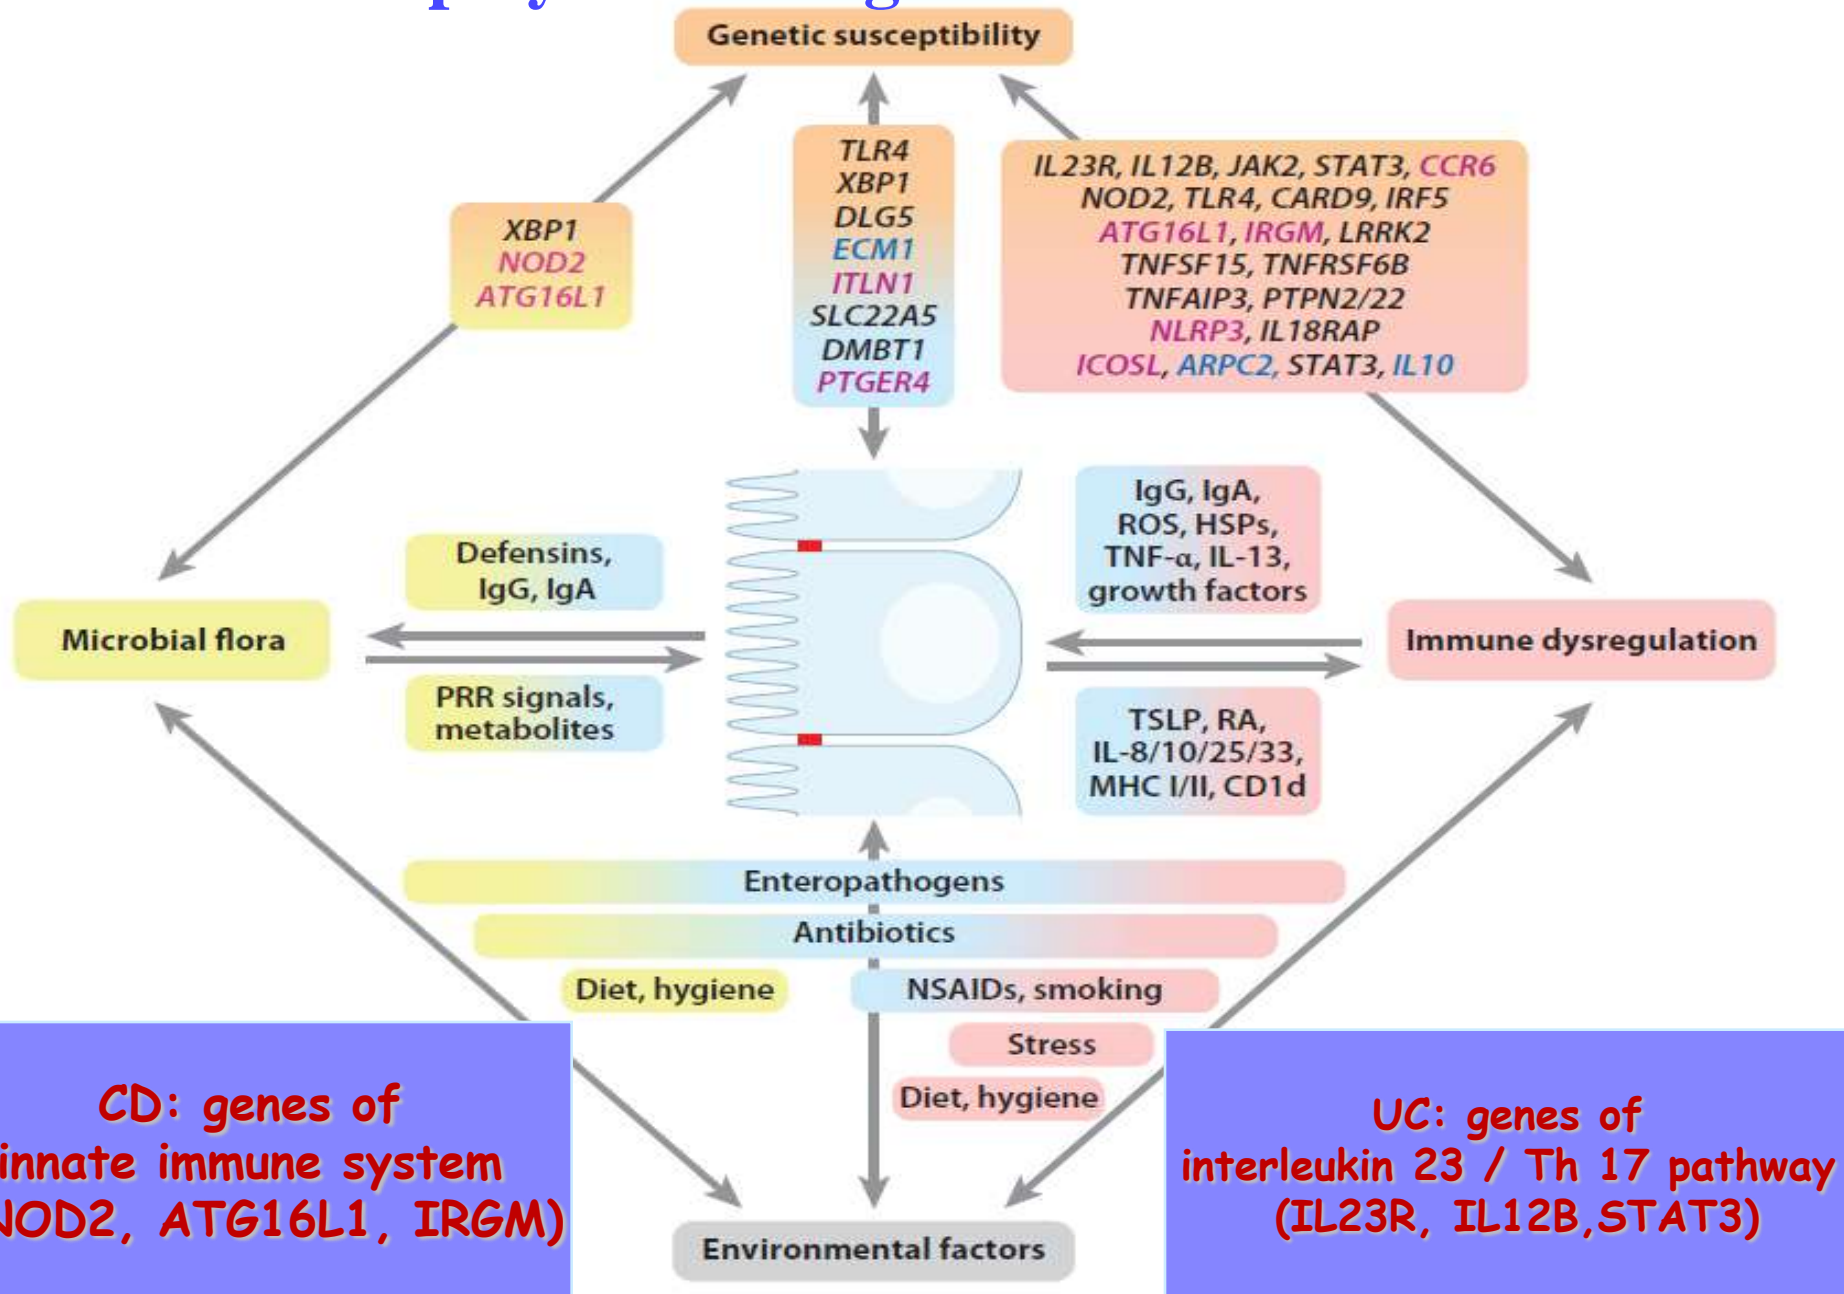 Genetic susceptibility
TLR4
XBP1
DLG5
ECM1
ITLN1
SLC22A5
DMBT1
PTGER4
IL23R, IL12B, JAK2, STAT3, CCR6
NOD2, TLR4, CARD9, IRF5
ATG16L1, IRGM, LRRK2
TNFSF15, TNFRSF6B
TNFAIP3, PTPN2/22
NLRP3, IL18RAP
ICOSL, ARPC2, STAT3, IL10
XBP1
NOD2
ATG16L1
Defensins,
IgG, IgA
IgG, IgA,
ROS, HSPs,
TNF-α, IL-13,
growth factors
Microbial flora
Immune dysregulation
PRR signals,
metabolites
TSLP, RA,
IL-8/10/25/33,
MHC I/II, CD1d
Enteropathogens
Antibiotics
Diet, hygiene
NSAIDs, smoking
Stress
Diet, hygiene
CD: genes of
innate immune system
NOD2, ATG16L1, IRGM)
UC: genes of
interleukin 23 / Th 17 pathway
(IL23R, IL12B,STAT3)
Environmental factors